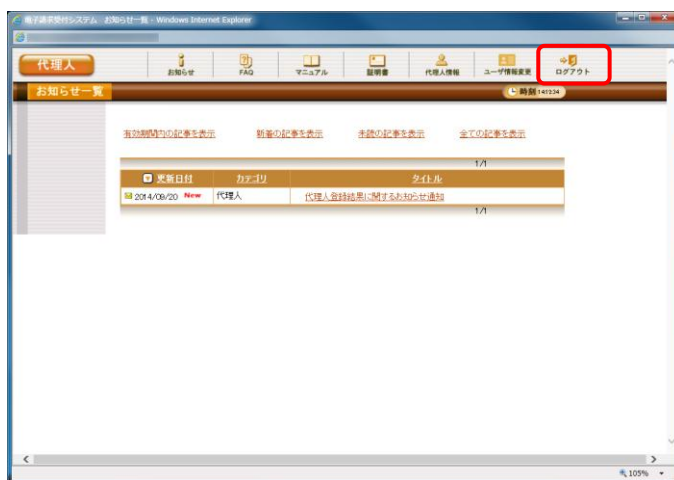 電子請求受付システム お知らせ一覧 - Windows Internet Explorer
代理人
お知らせ
FAQ
マニュアル
証明書
代理人情報
ユーザ情報変更
ログアウト
お知らせ一覧
時刻 14:12:34
有効期間内の記事を表示 新着の記事を表示 未読の記事を表示 全ての記事を表示
1/1
更新日付 カテゴリ タイトル
2014/09/20 New 代理人 代理人登録結果に関するお知らせ通知
1/1
105%